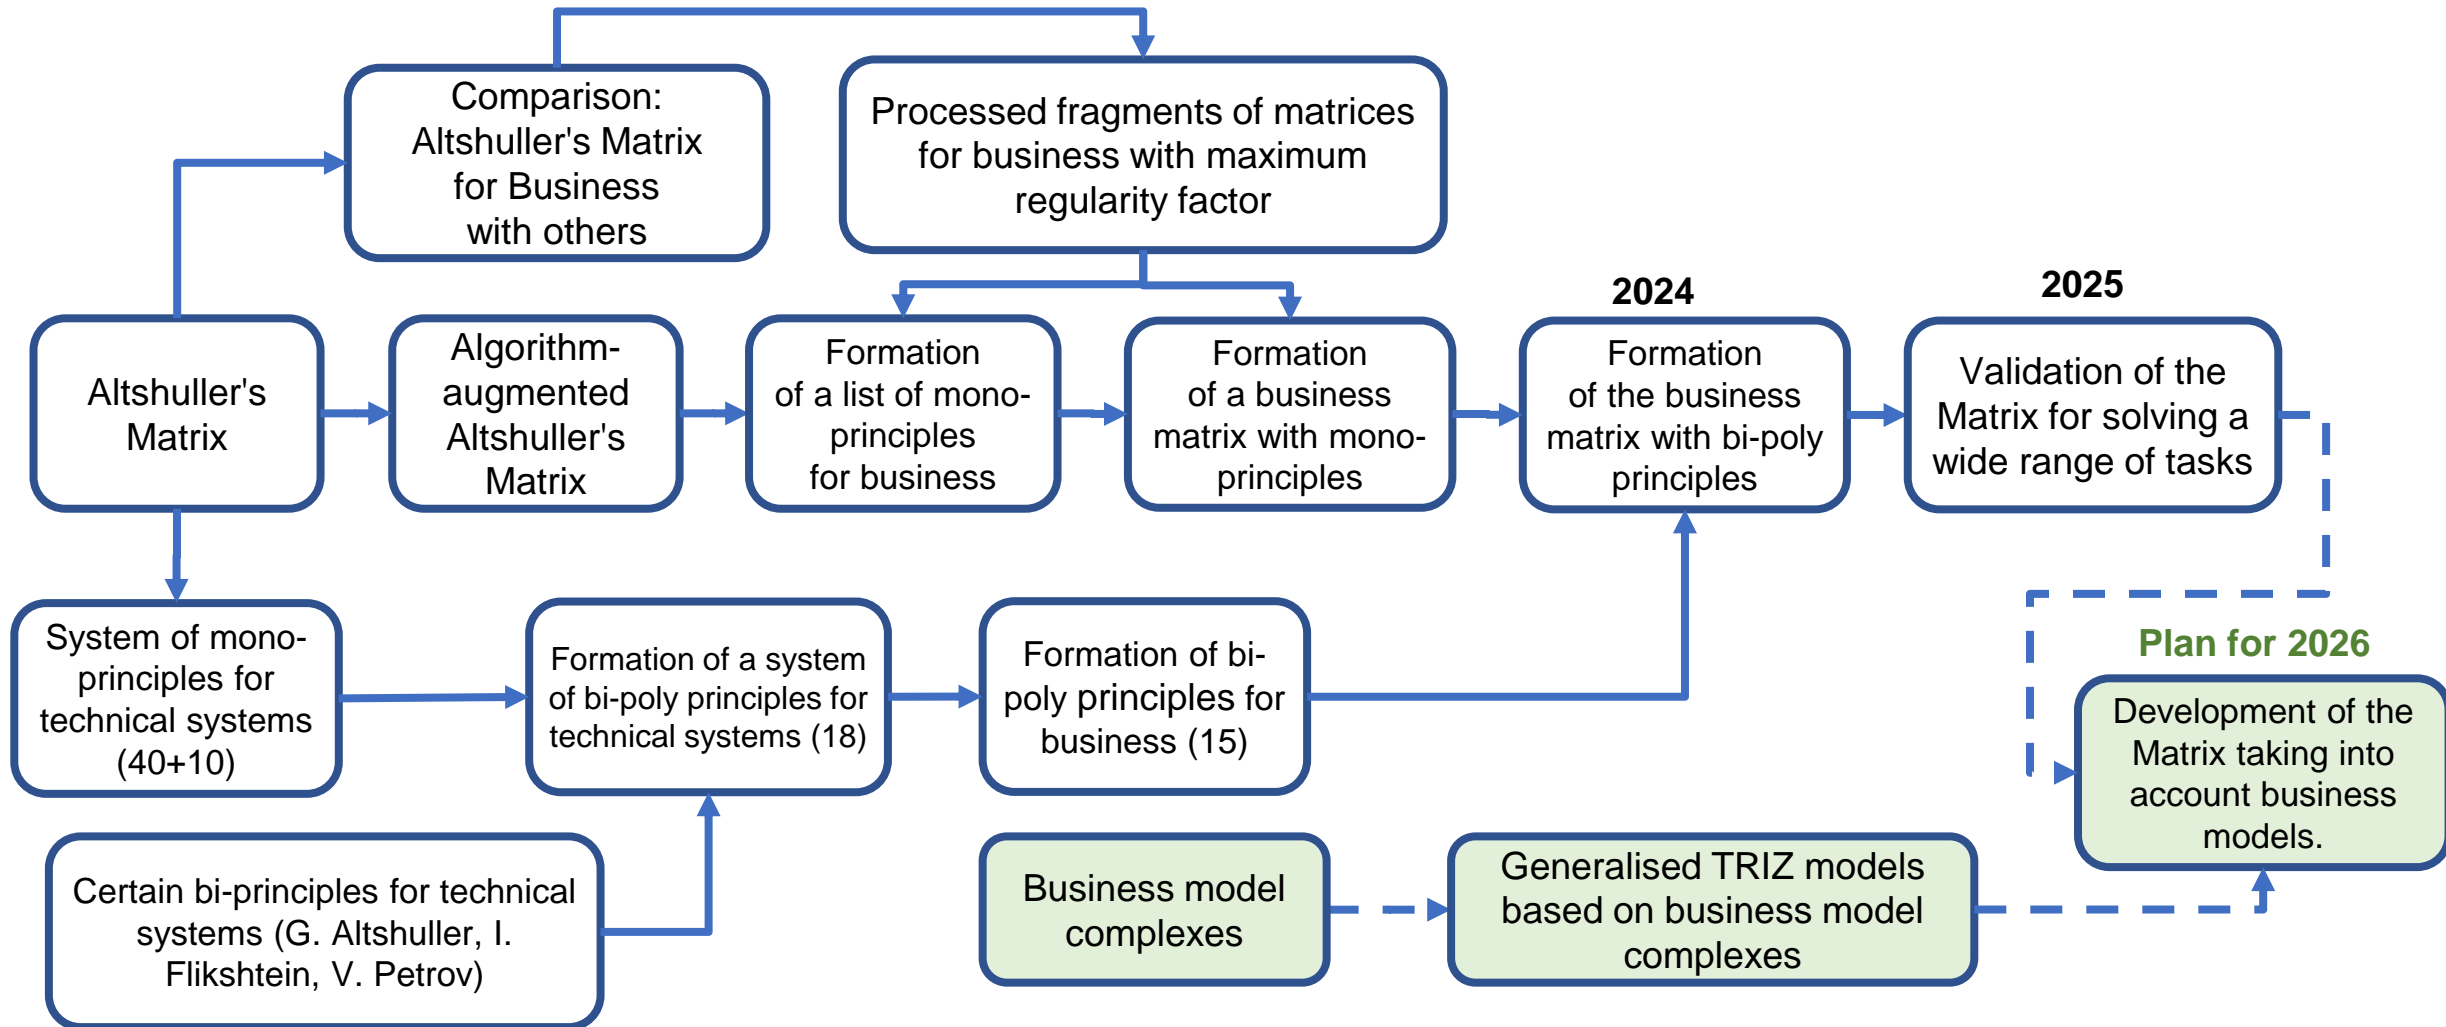 Comparison:
Altshuller's Matrix
for Business
with others
Processed fragments of matrices
for business with maximum
regularity factor
2024
2025
Altshuller's
Matrix
Algorithm-
augmented
Altshuller's
Matrix
Formation
of a list of mono-
principles
for business
Formation
of a business
matrix with mono-
principles
Formation
of the business
matrix with bi-poly
principles
Validation of the
Matrix for solving a
wide range of tasks
System of mono-
principles for
technical systems
(40+10)
Formation of a system
of bi-poly principles for
technical systems (18)
Formation of bi-
poly principles for
business (15)
Plan for 2026
Development of the
Matrix taking into
account business
models.
Certain bi-principles for technical
systems (G. Altshuller, I.
Flikshtein, V. Petrov)
Business model
complexes
Generalised TRIZ models
based on business model
complexes